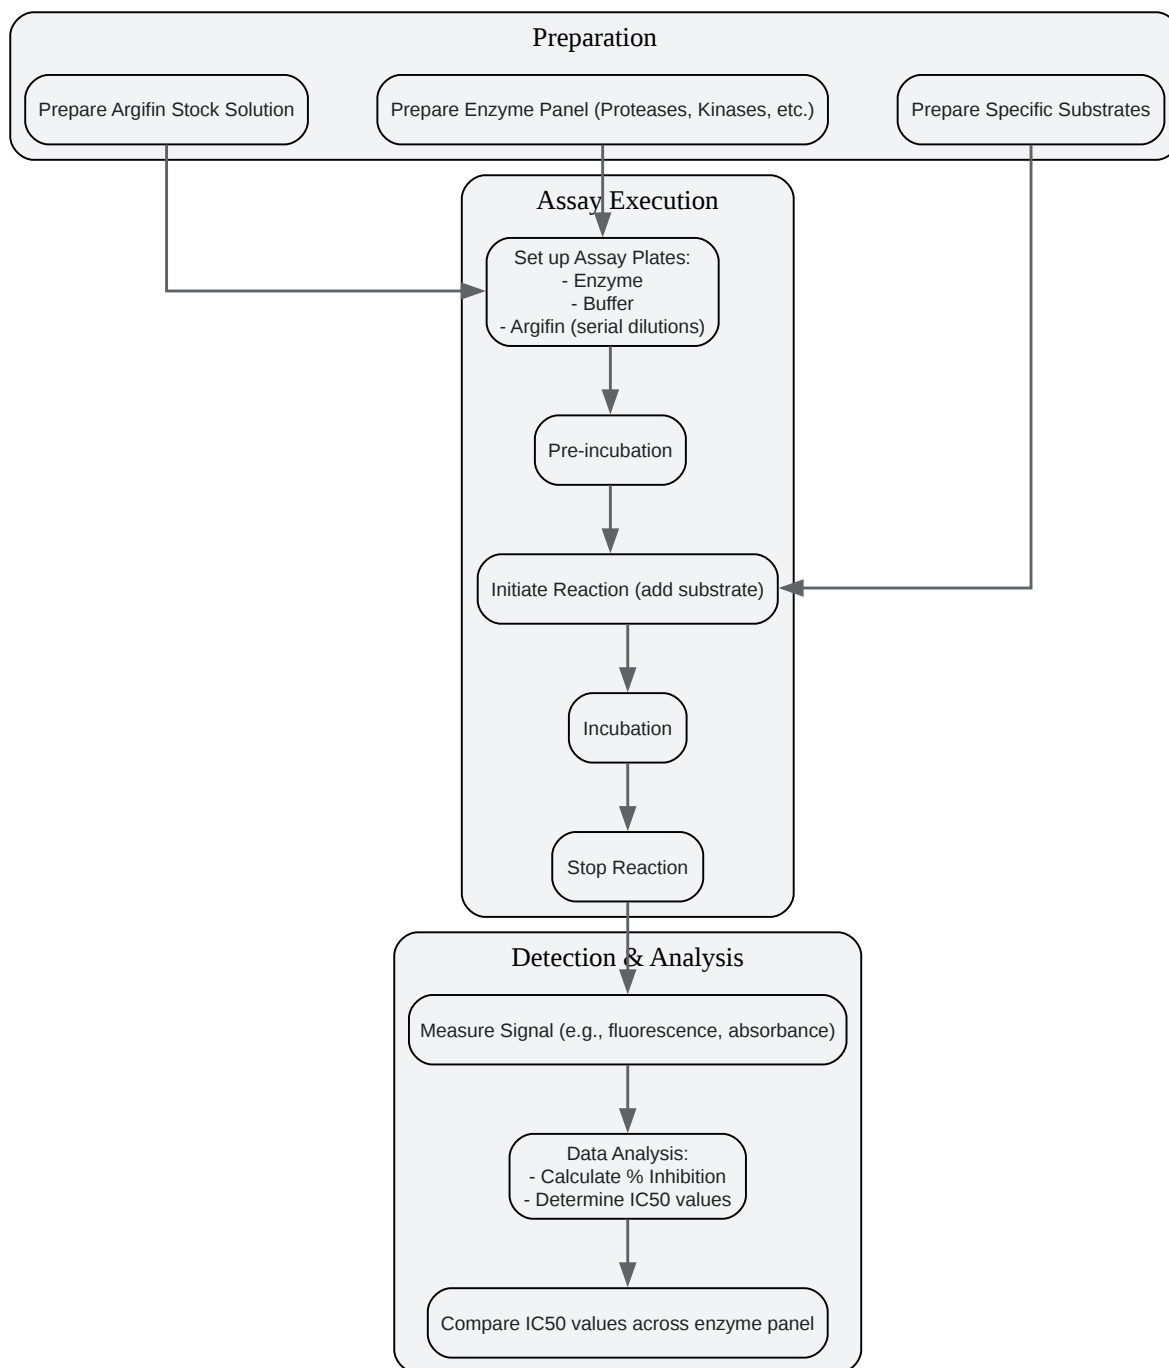 Preparation
Prepare Argifin Stock Solution
Prepare Enzyme Panel (Proteases, Kinases, etc.)
Prepare Specific Substrates
Assay Execution
Set up Assay Plates:
- Enzyme
- Buffer
- Argifin (serial dilutions)
Pre-incubation
Initiate Reaction (add substrate)
Incubation
Stop Reaction
Detection & Analysis
Measure Signal (e.g., fluorescence, absorbance)
Data Analysis:
- Calculate % Inhibition
- Determine IC50 values
Compare IC50 values across enzyme panel